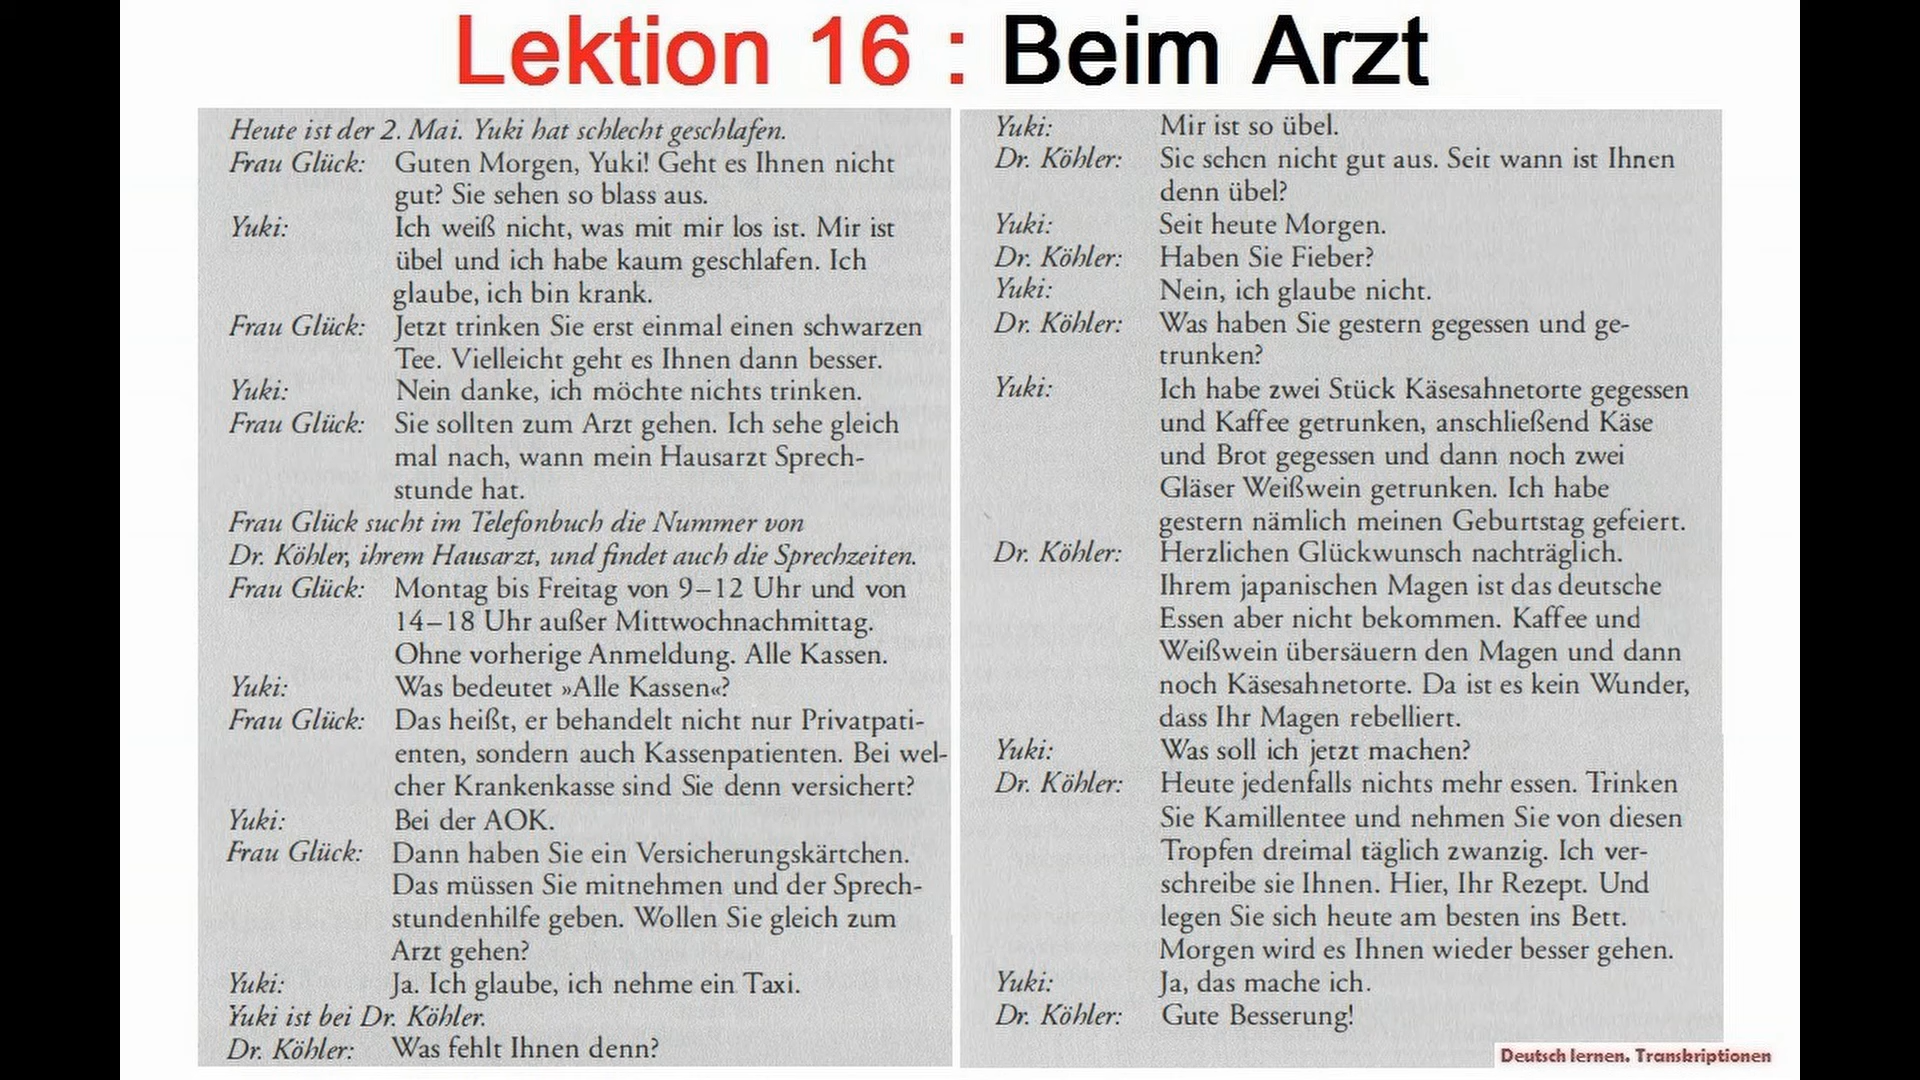 Lektion 16 : Beim Arzt
Heute ist der 2. Mai. Yuki hat schlecht geschlafen.
Frau Glück: Guten Morgen, Yuki! Geht es Ihnen nicht
gut? Sie sehen so blass aus.
Yuki: Ich weiß nicht, was mit mir los ist. Mir ist
übel und ich habe kaum geschlafen. Ich
glaube, ich bin krank.
Frau Glück: Jetzt trinken Sie erst einmal einen schwarzen
Tee. Vielleicht geht es Ihnen dann besser.
Yuki: Nein danke, ich möchte nichts trinken.
Frau Glück: Sie sollten zum Arzt gehen. Ich sehe gleich
mal nach, wann mein Hausarzt Sprech-
stunde hat.
Frau Glück sucht im Telefonbuch die Nummer von
Dr. Köhler, ihrem Hausarzt, und findet auch die Sprechzeiten.
Frau Glück: Montag bis Freitag von 9–12 Uhr und von
14–18 Uhr außer Mittwochnachmittag.
Ohne vorherige Anmeldung. Alle Kassen.
Yuki: Was bedeutet »Alle Kassen«?
Frau Glück: Das heißt, er behandelt nicht nur Privatpati-
enten, sondern auch Kassenpatienten. Bei wel-
cher Krankenkasse sind Sie denn versichert?
Yuki: Bei der AOK.
Frau Glück: Dann haben Sie ein Versicherungskärtchen.
Das müssen Sie mitnehmen und der Sprech-
stundenhilfe geben. Wollen Sie gleich zum
Arzt gehen?
Yuki: Ja. Ich glaube, ich nehme ein Taxi.
Yuki ist bei Dr. Köhler.
Dr. Köhler: Was fehlt Ihnen denn?
Yuki: Mir ist so übel.
Dr. Köhler: Sie sehen nicht gut aus. Seit wann ist Ihnen
denn übel?
Yuki: Seit heute Morgen.
Dr. Köhler: Haben Sie Fieber?
Yuki: Nein, ich glaube nicht.
Dr. Köhler: Was haben Sie gestern gegessen und ge-
trunken?
Yuki: Ich habe zwei Stück Käsesahnetorte gegessen
und Kaffee getrunken, anschließend Käse
und Brot gegessen und dann noch zwei
Gläser Weißwein getrunken. Ich habe
gestern nämlich meinen Geburtstag gefeiert.
Dr. Köhler: Herzlichen Glückwunsch nachträglich.
Ihrem japanischen Magen ist das deutsche
Essen aber nicht bekommen. Kaffee und
Weißwein übersäuern den Magen und dann
noch Käsesahnetorte. Da ist es kein Wunder,
dass Ihr Magen rebelliert.
Yuki: Was soll ich jetzt machen?
Dr. Köhler: Heute jedenfalls nichts mehr essen. Trinken
Sie Kamillentee und nehmen Sie von diesen
Tropfen dreimal täglich zwanzig. Ich ver-
schreibe sie Ihnen. Hier, Ihr Rezept. Und
legen Sie sich heute am besten ins Bett.
Morgen wird es Ihnen wieder besser gehen.
Yuki: Ja, das mache ich.
Dr. Köhler: Gute Besserung!
Deutsch lernen. Transkriptionen